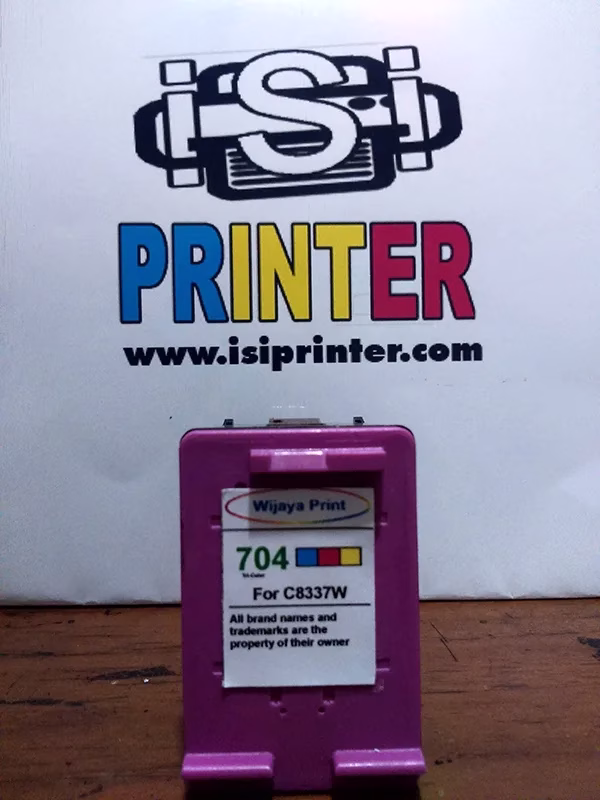 iSi
PRINTER
www.isiprinter.com
Wijaya Print
704
Tri-Color
For C8337W
All brand names and
trademarks are the
property of their owner